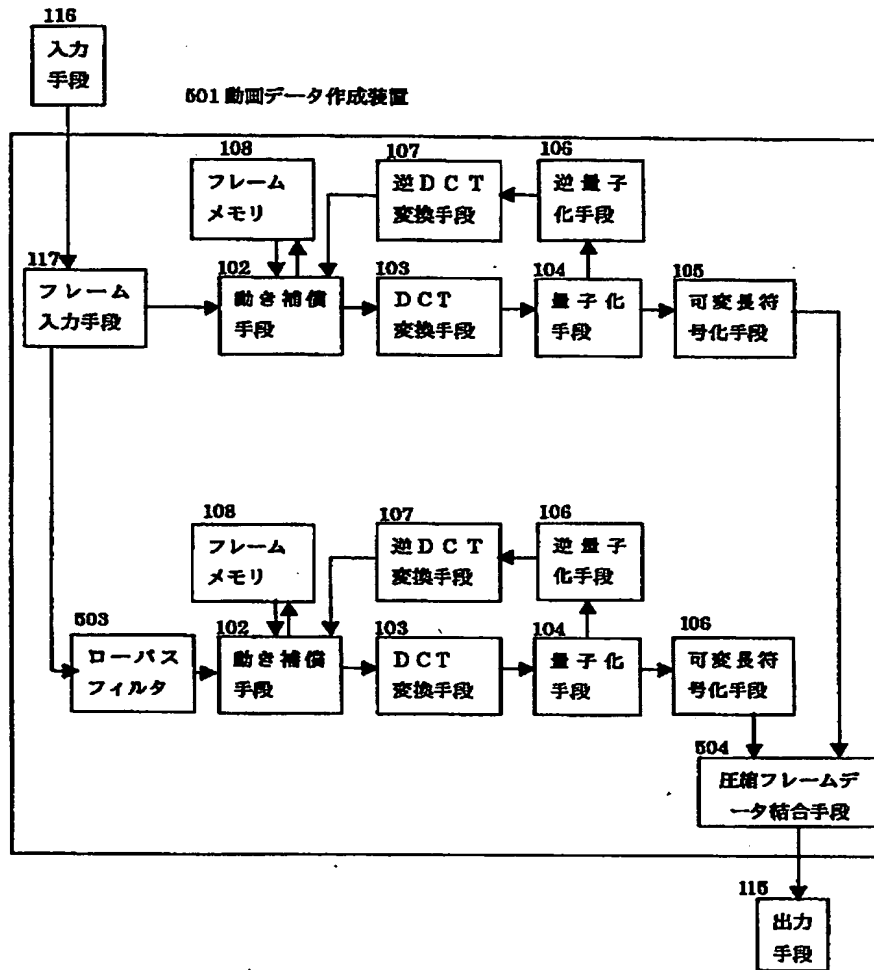 116
入力
手段
501 動画データ作成装置
108
フレーム
メモリ
107
逆DCT
変換手段
106
逆量子
化手段
117
フレーム
入力手段
102
動き補償
手段
103
DCT
変換手段
104
量子化
手段
105
可変長符
号化手段
108
フレーム
メモリ
107
逆DCT
変換手段
106
逆量子
化手段
503
ローパス
フィルタ
102
動き補償
手段
103
DCT
変換手段
104
量子化
手段
106
可変長符
号化手段
504
圧縮フレームデ
ータ結合手段
115
出力
手段